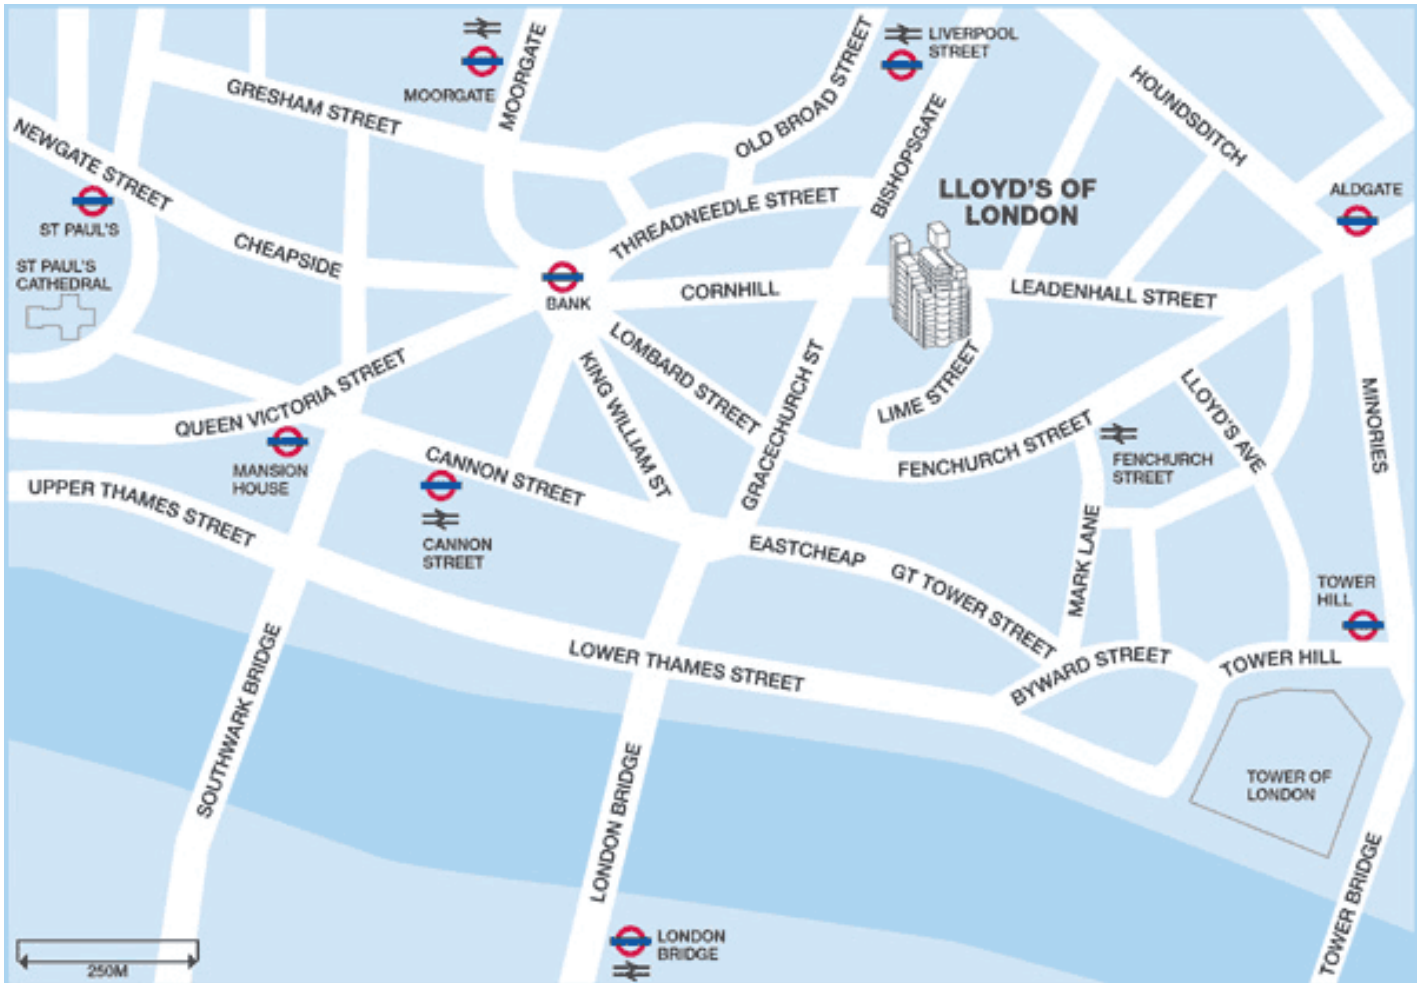 MOORGATE
MOORGATE
GRESHAM STREET
OLD BROAD STREET
LIVERPOOL
STREET
BISHOPSGATE
HOUNDSDITCH
NEWGATE STREET
ST PAUL'S
ST PAUL'S
CATHEDRAL
CHEAPSIDE
THREADNEEDLE STREET
LLOYD'S OF
LONDON
ALDGATE
BANK
CORNHILL
LEADENHALL STREET
QUEEN VICTORIA STREET
LOMBARD STREET
KING WILLIAM ST
GRACECHURCH ST
LIME STREET
FENCHURCH STREET
LLOYD'S AVE
MINORIES
MANSION
HOUSE
CANNON STREET
FENCHURCH
STREET
UPPER THAMES STREET
CANNON
STREET
EASTCHEAP
GT TOWER STREET
MARK LANE
TOWER
HILL
LOWER THAMES STREET
BYWARD STREET
TOWER HILL
SOUTHWARK BRIDGE
LONDON BRIDGE
TOWER OF
LONDON
TOWER BRIDGE
LONDON
BRIDGE
250M